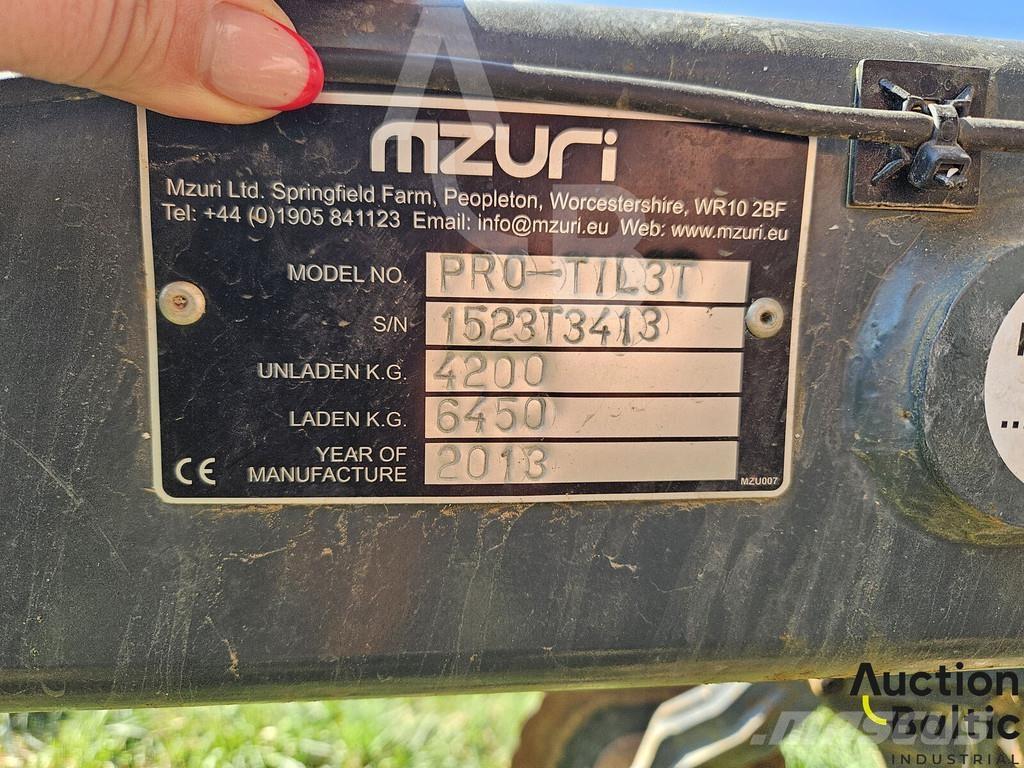 mzuri
Mzuri Ltd. Springfield Farm, Peopleton, Worcestershire, WR10 2BF
Tel: +44 (0)1905 841123 Email: info@mzuri.eu Web: www.mzuri.eu
MODEL NO. PRO-TIL3T
S/N 1523T3413
UNLADEN K.G. 4200
LADEN K.G. 6450
YEAR OF
MANUFACTURE 2013
CE
MZU007
Auction
Baltic
INDUSTRIAL